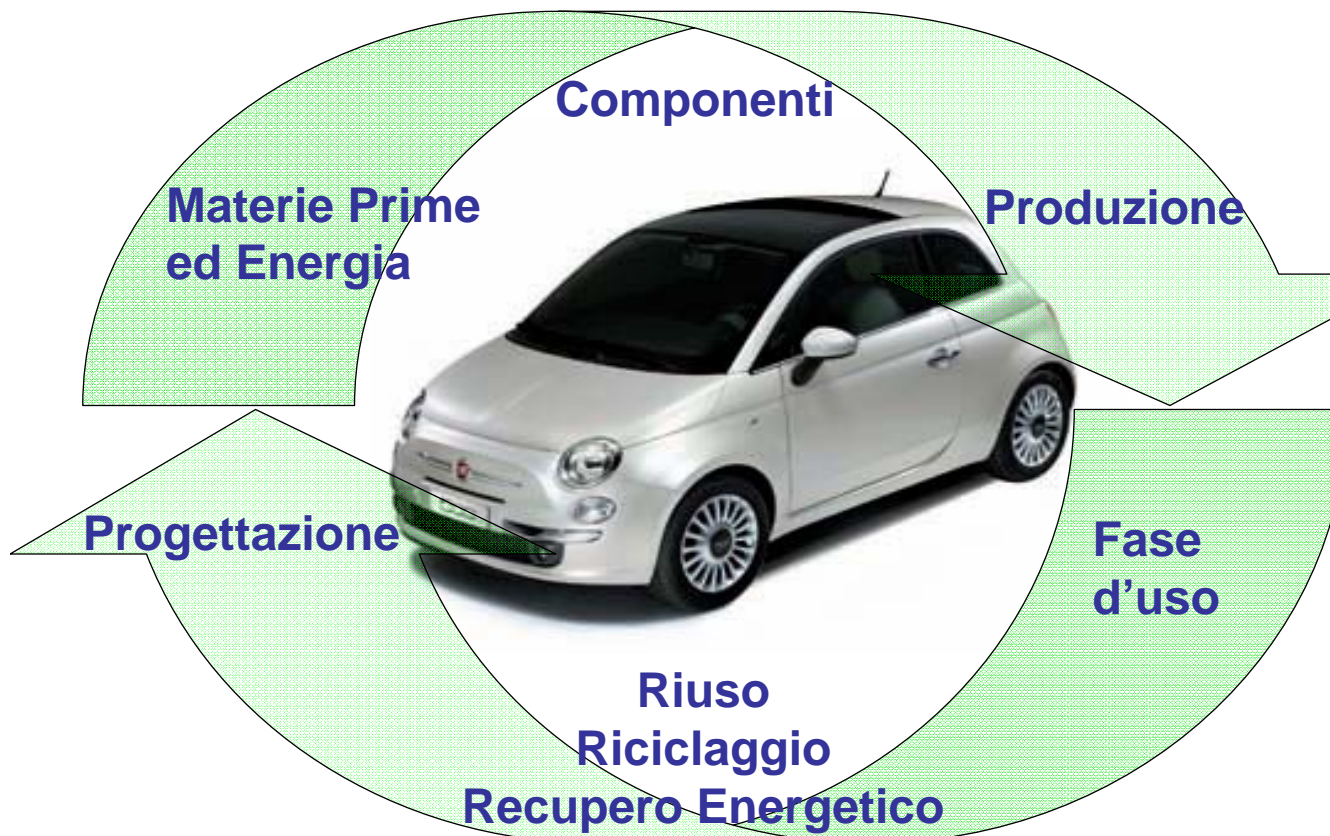 Componenti
Materie Prime
ed Energia
Produzione
Progettazione
Fase
d’uso
Riuso
Riciclaggio
Recupero Energetico